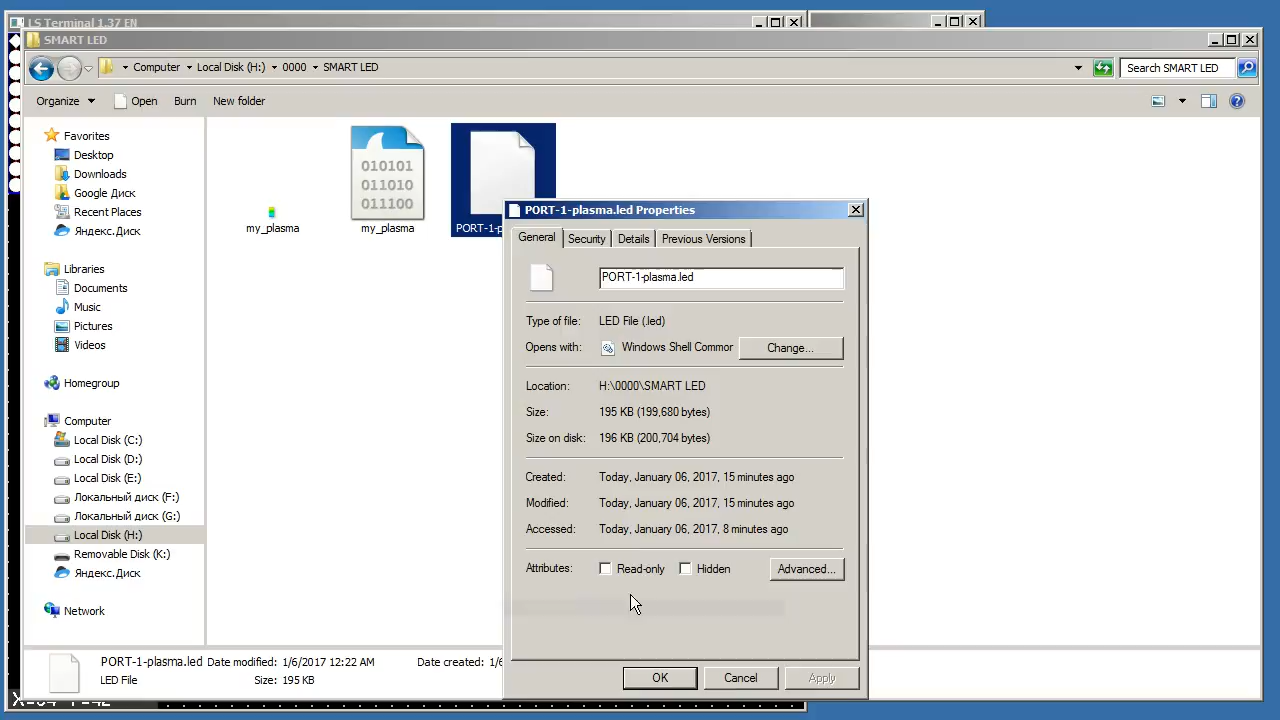 LS Terminal 1.37 EN
SMART LED
Computer Local Disk (H:) 0000 SMART LED
Search SMART LED
Organize Open Burn New folder
Favorites
Desktop
Downloads
Google Диск
Recent Places
Яндекс.Диск
Libraries
Documents
Music
Pictures
Videos
Homegroup
Computer
Local Disk (C:)
Local Disk (D:)
Local Disk (E:)
Локальный диск (F:)
Локальный диск (G:)
Local Disk (H:)
Removable Disk (K:)
Яндекс.Диск
Network
my_plasma
010101
011010
011100
my_plasma
PORT-1-p
PORT-1-plasma.led Properties
General Security Details Previous Versions
PORT-1-plasma.led
Type of file: LED File (.led)
Opens with: Windows Shell Commor Change...
Location: H:\0000\SMART LED
Size: 195 KB (199,680 bytes)
Size on disk: 196 KB (200,704 bytes)
Created: Today, January 06, 2017, 15 minutes ago
Modified: Today, January 06, 2017, 15 minutes ago
Accessed: Today, January 06, 2017, 8 minutes ago
Attributes: Read-only Hidden Advanced...
OK Cancel Apply
PORT-1-plasma.led Date modified: 1/6/2017 12:22 AM Date created: 1/6
LED File Size: 195 KB